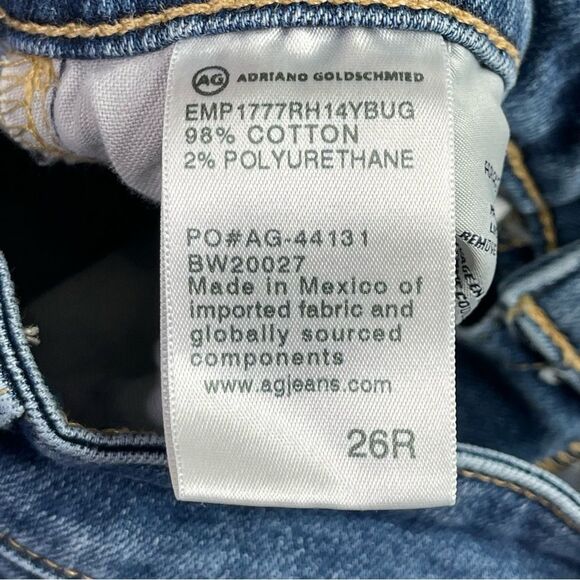 AG ADRIANO GOLDSCHMIED
EMP1777RH14YBUG
98% COTTON
2% POLYURETHANE
PO#AG-44131
BW20027
Made in Mexico of
imported fabric and
globally sourced
components
www.agjeans.com
26R